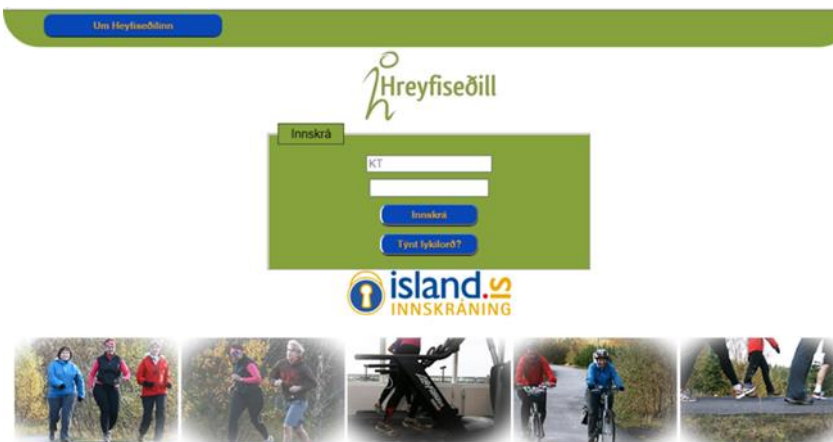 Um Heyfiseðilinn
Hreyfiseðill
Innskrá
KT
Innskrá
Týnt lykilorð?
island.is
INNSKRÁNING